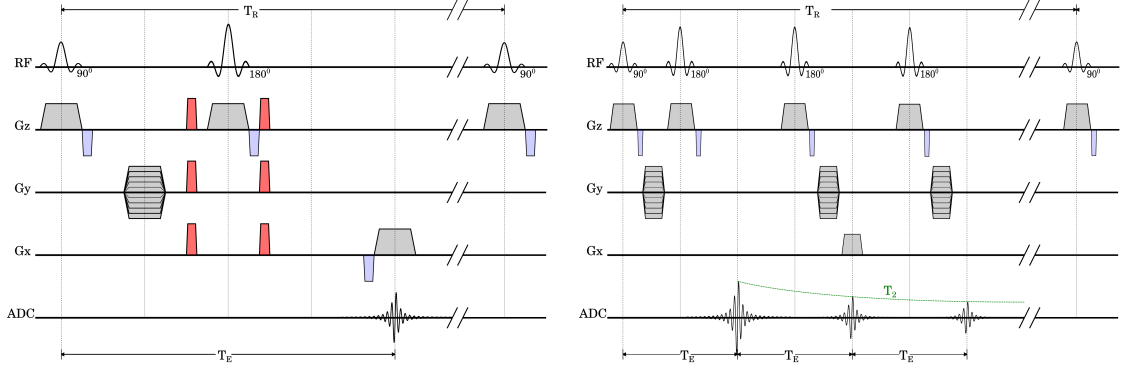 T_R
RF
90⁰
180⁰
90⁰
Gz
Gy
Gx
ADC
T_E
T_R
RF
90⁰
180⁰
180⁰
180⁰
90⁰
Gz
Gy
Gx
T₂
ADC
T_E
T_E
T_E